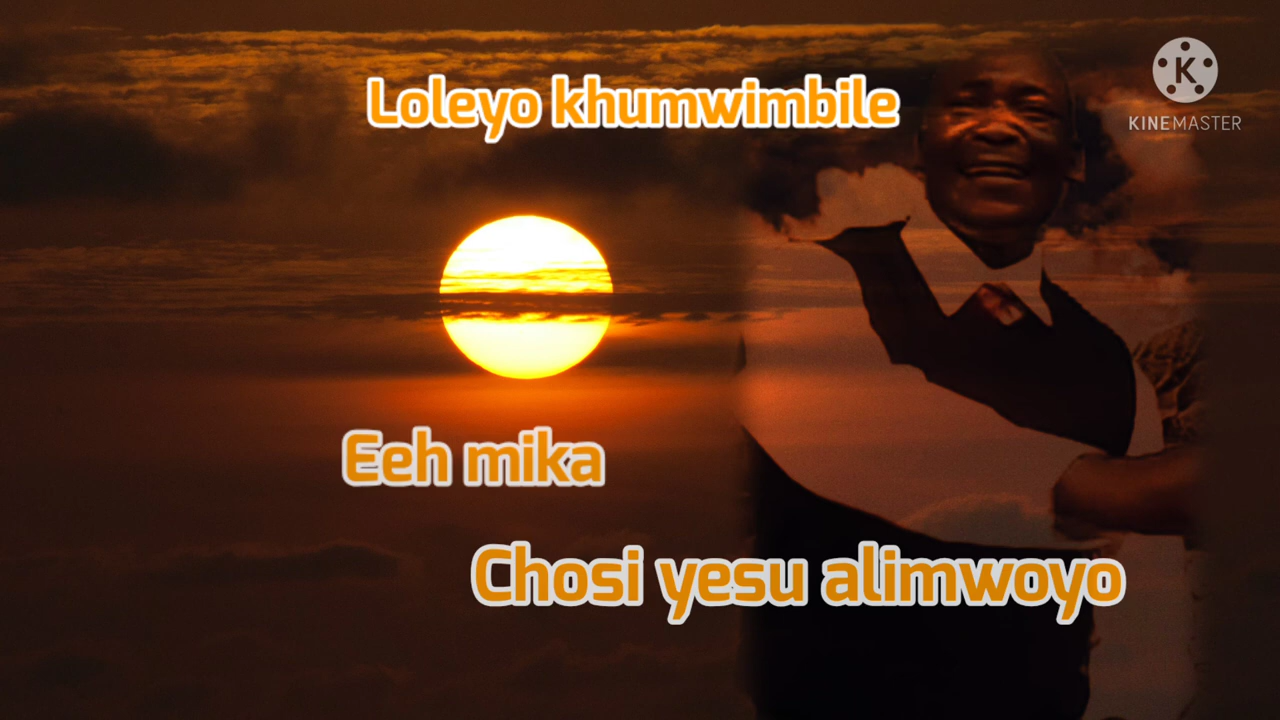 Loleyo khumwimbile
K
KINEMASTER
Eeh mika
Chosi yesu alimwoyo